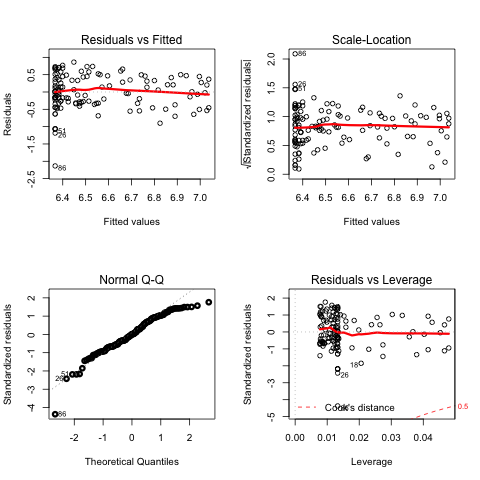 Residuals vs Fitted
Residuals
0.5
-0.5
-1.5
-2.5
51
26
86
6.4 6.5 6.6 6.7 6.8 6.9 7.0
Fitted values
Scale-Location
√|Standardized residuals|
2.0
1.5
1.0
0.5
0.0
86
26
51
6.4 6.5 6.6 6.7 6.8 6.9 7.0
Fitted values
Normal Q-Q
Standardized residuals
2
1
0
-1
-2
-3
-4
51
26
86
-2 -1 0 1 2
Theoretical Quantiles
Residuals vs Leverage
Standardized residuals
2
1
0
-1
-2
-3
-5
18
26
Cook's distance
0.5
0.00 0.01 0.02 0.03 0.04
Leverage